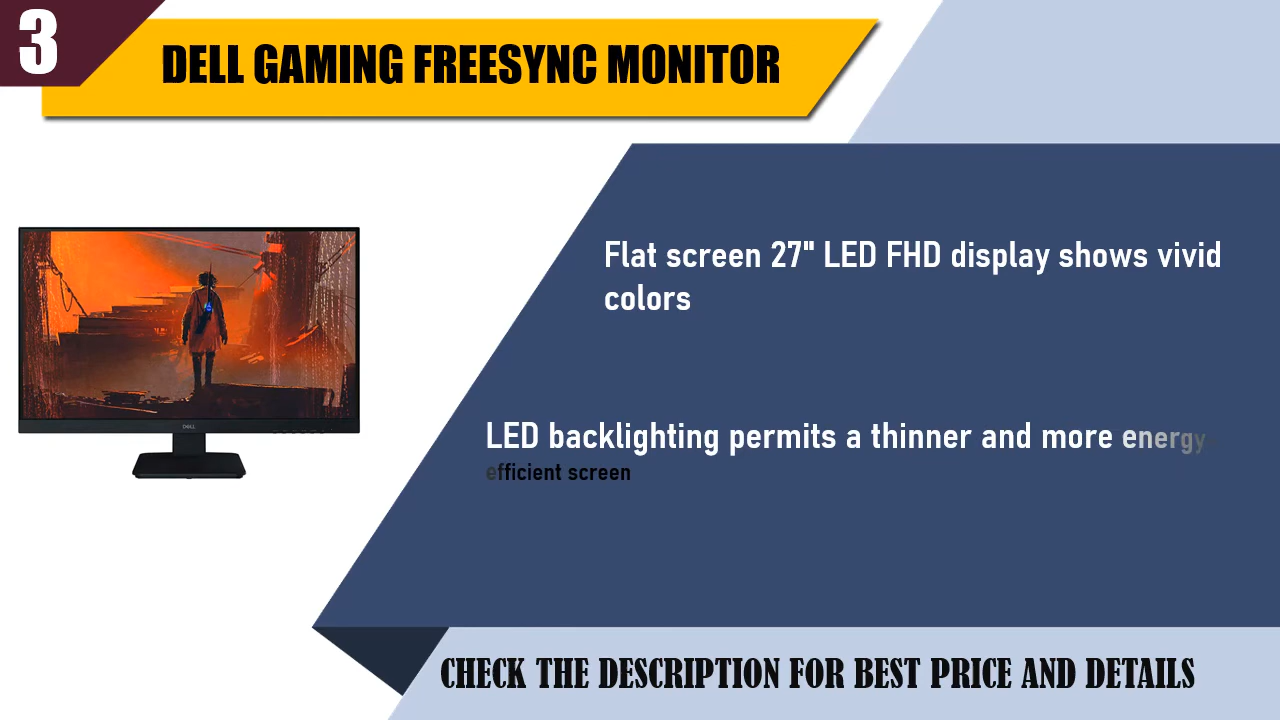 3
DELL GAMING FREESYNC MONITOR
Flat screen 27" LED FHD display shows vivid
colors
LED backlighting permits a thinner and more energy
efficient screen
DELL
CHECK THE DESCRIPTION FOR BEST PRICE AND DETAILS